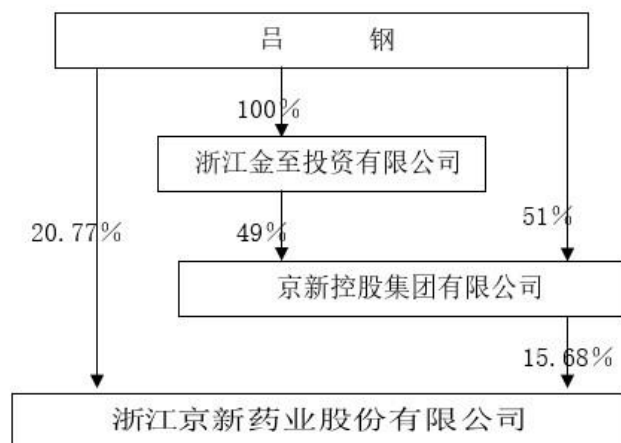 吕 钢
100%
浙江金至投资有限公司
20.77% 49% 51%
京新控股集团有限公司
15.68%
浙江京新药业股份有限公司